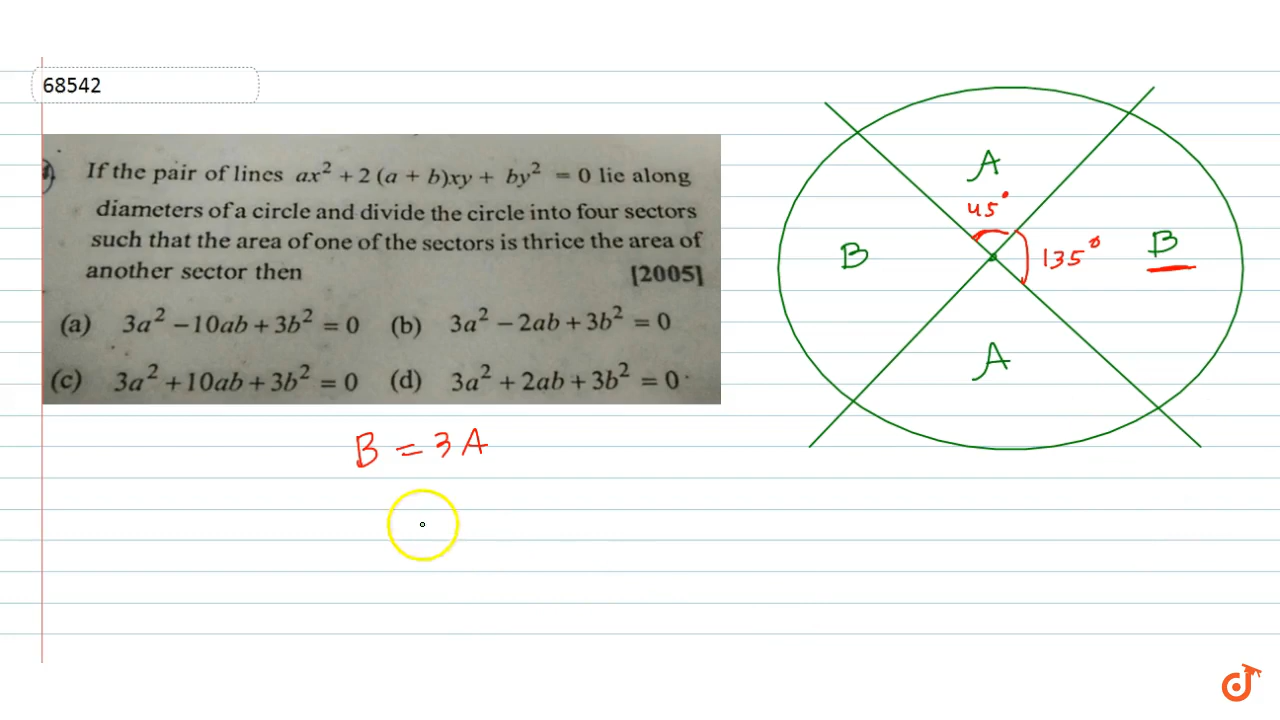 68542
If the pair of lines ax² + 2 (a + b)xy + by² = 0 lie along
diameters of a circle and divide the circle into four sectors
such that the area of one of the sectors is thrice the area of
another sector then [2005]
(a) 3a² – 10ab + 3b² = 0 (b) 3a² – 2ab + 3b² = 0
(c) 3a² + 10ab + 3b² = 0 (d) 3a² + 2ab + 3b² = 0
B = 3A
A
45°
B
135°
B
A